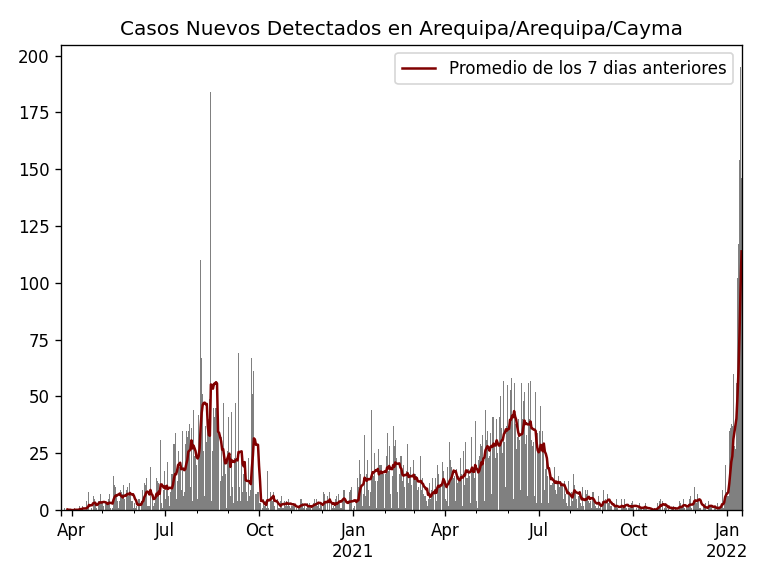 Casos Nuevos Detectados en Arequipa/Arequipa/Cayma
Promedio de los 7 dias anteriores
200
175
150
125
100
75
50
25
0
Apr
Jul
Oct
Jan
2021
Apr
Jul
Oct
Jan
2022